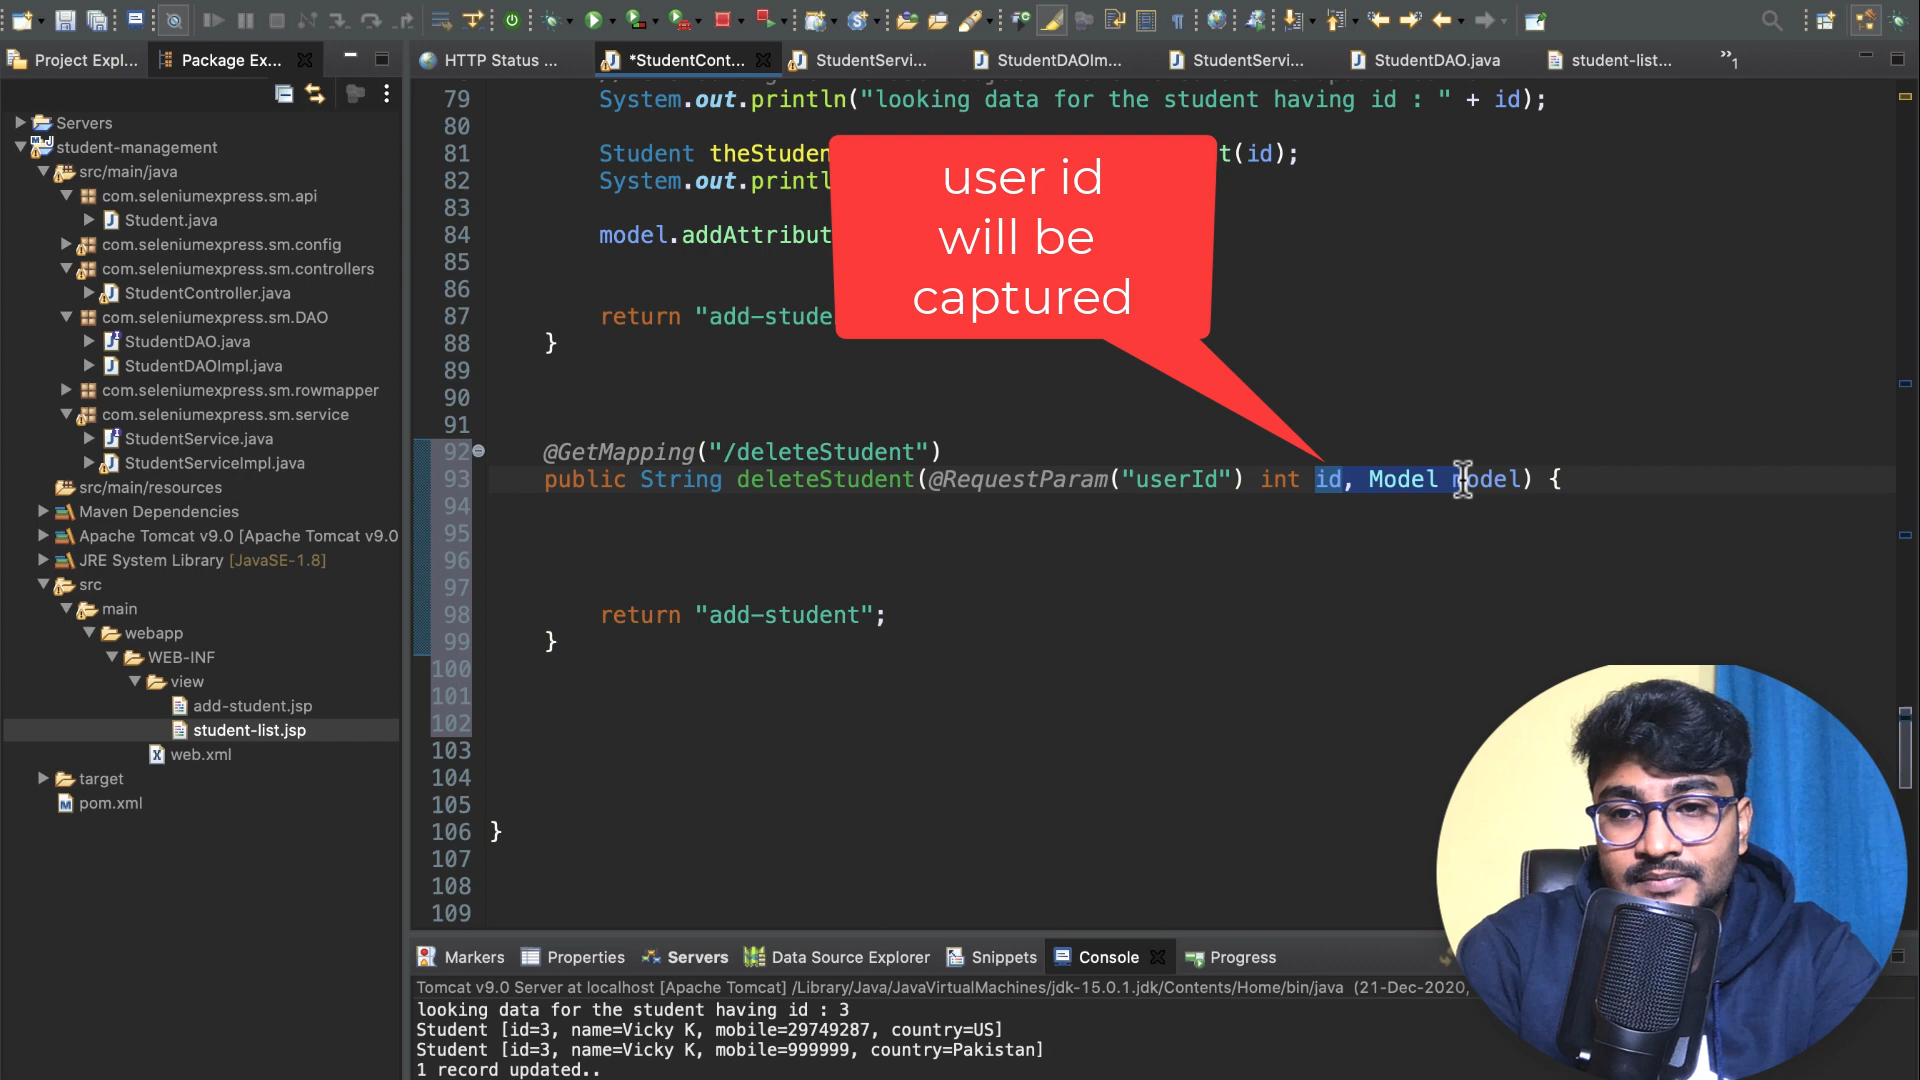 Project Expl...
Package Ex...
HTTP Status ...
*StudentCont...
StudentServi...
StudentDAOIm...
StudentServi...
StudentDAO.java
student-list...
1
Servers
student-management
src/main/java
com.seleniumexpress.sm.api
Student.java
com.seleniumexpress.sm.config
com.seleniumexpress.sm.controllers
StudentController.java
com.seleniumexpress.sm.DAO
StudentDAO.java
StudentDAOImpl.java
com.seleniumexpress.sm.rowmapper
com.seleniumexpress.sm.service
StudentService.java
StudentServiceImpl.java
src/main/resources
Maven Dependencies
Apache Tomcat v9.0 [Apache Tomcat v9.0
JRE System Library [JavaSE-1.8]
src
main
webapp
WEB-INF
view
add-student.jsp
student-list.jsp
web.xml
target
pom.xml
79 System.out.println("looking data for the student having id : " + id);
80
81 Student theStuden t(id);
82 System.out.printl
83
84 model.addAttribut
85
86
87 return "add-stude
88 }
89
90
91
92 @GetMapping("/deleteStudent")
93 public String deleteStudent(@RequestParam("userId") int id, Model model) {
94
95
96
97
98 return "add-student";
99 }
100
101
102
103
104
105
106 }
107
108
109
user id
will be
captured
Markers
Properties
Servers
Data Source Explorer
Snippets
Console
Progress
Tomcat v9.0 Server at localhost [Apache Tomcat] /Library/Java/JavaVirtualMachines/jdk-15.0.1.jdk/Contents/Home/bin/java (21-Dec-2020,
looking data for the student having id : 3
Student [id=3, name=Vicky K, mobile=29749287, country=US]
Student [id=3, name=Vicky K, mobile=999999, country=Pakistan]
1 record updated..